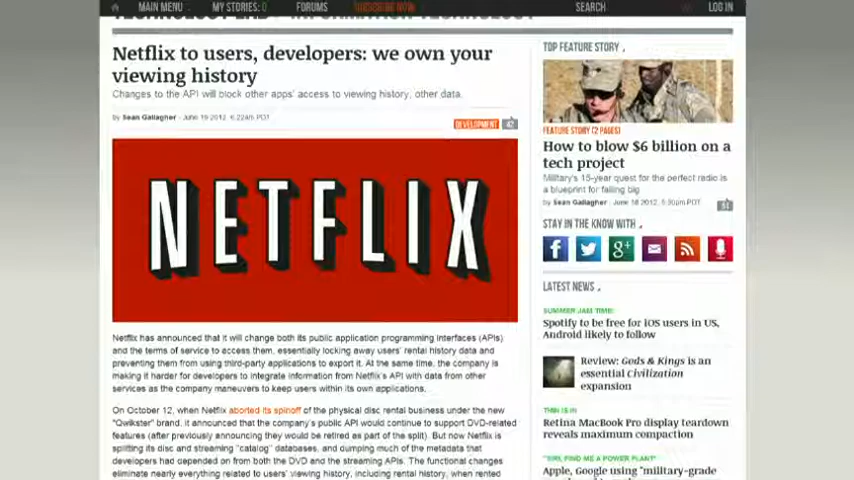 MAIN MENU
MY STORIES: 0
FORUMS
SUBSCRIBE NOW
SEARCH
LOG IN
TECHNOLOGY LAB / INFORMATION TECHNOLOGY
Netflix to users, developers: we own your
viewing history
Changes to the API will block other apps' access to viewing history, other data.
by Sean Gallagher - June 19 2012, 6:22am PDT
DEVELOPMENT
42
NETFLIX
Netflix has announced that it will change both its public application programming interfaces (APIs)
and the terms of service to access them, essentially locking away users' rental history data and
preventing them from using third-party applications to export it. At the same time, the company is
making it harder for developers to integrate information from Netflix's API with data from other
services as the company maneuvers to keep users within its own applications.
On October 12, when Netflix aborted its spinoff of the physical disc rental business under the new
"Qwikster" brand, it announced that the company's public API would continue to support DVD-related
features (after previously announcing they would be retired as part of the split). But now Netflix is
splitting its disc and streaming "catalog" databases, and dumping much of the metadata that
developers had depended on from both the DVD and the streaming APIs. The functional changes
eliminate nearly everything related to users' viewing history, including rental history, when rented
TOP FEATURE STORY
FEATURE STORY (2 PAGES)
How to blow $6 billion on a
tech project
Military's 15-year quest for the perfect radio is
a blueprint for failing big
by Sean Gallagher - June 18 2012, 5:30pm PDT
STAY IN THE KNOW WITH
LATEST NEWS
SUMMER JAM TIME!
Spotify to be free for iOS users in US,
Android likely to follow
Review: Gods & Kings is an
essential Civilization
expansion
THIS IS IN
Retina MacBook Pro display teardown
reveals maximum compaction
"SIRI, FIND ME A POWER PLANT"
Apple, Google using "military-grade